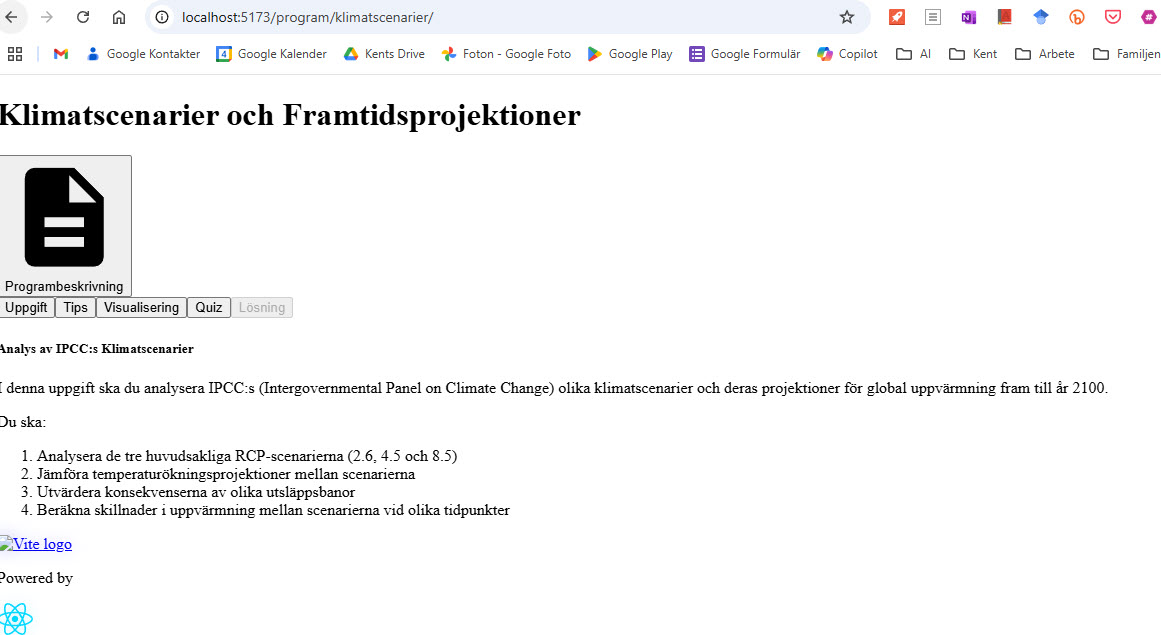 localhost:5173/program/klimatscenarier/
Google Kontakter
4 Google Kalender
Kents Drive
Foton - Google Foto
Google Play
Google Formulär
Copilot
AI
Kent
Arbete
Familjen
Klimatscenarier och Framtidsprojektioner
Programbeskrivning
Uppgift Tips Visualisering Quiz Lösning
Analys av IPCC:s Klimatscenarier
I denna uppgift ska du analysera IPCC:s (Intergovernmental Panel on Climate Change) olika klimatscenarier och deras projektioner för global uppvärmning fram till år 2100.
Du ska:
1. Analysera de tre huvudsakliga RCP-scenarierna (2.6, 4.5 och 8.5)
2. Jämföra temperaturökningsprojektioner mellan scenarierna
3. Utvärdera konsekvenserna av olika utsläppsbanor
4. Beräkna skillnader i uppvärmning mellan scenarierna vid olika tidpunkter
Vite logo
Powered by